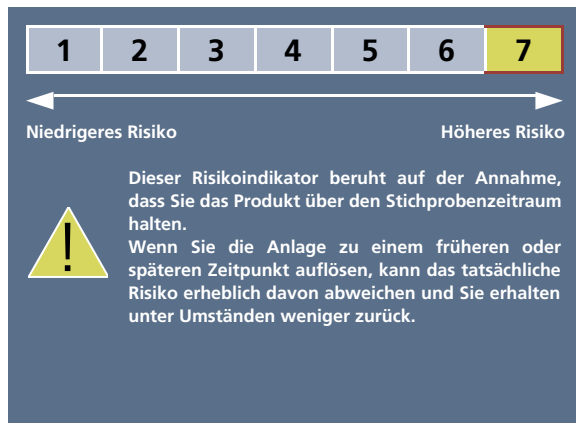 1 2 3 4 5 6 7
Niedrigeres Risiko Höheres Risiko
Dieser Risikoindikator beruht auf der Annahme,
dass Sie das Produkt über den Stichprobenzeitraum
halten.
Wenn Sie die Anlage zu einem früheren oder
späteren Zeitpunkt auflösen, kann das tatsächliche
Risiko erheblich davon abweichen und Sie erhalten
unter Umständen weniger zurück.
!